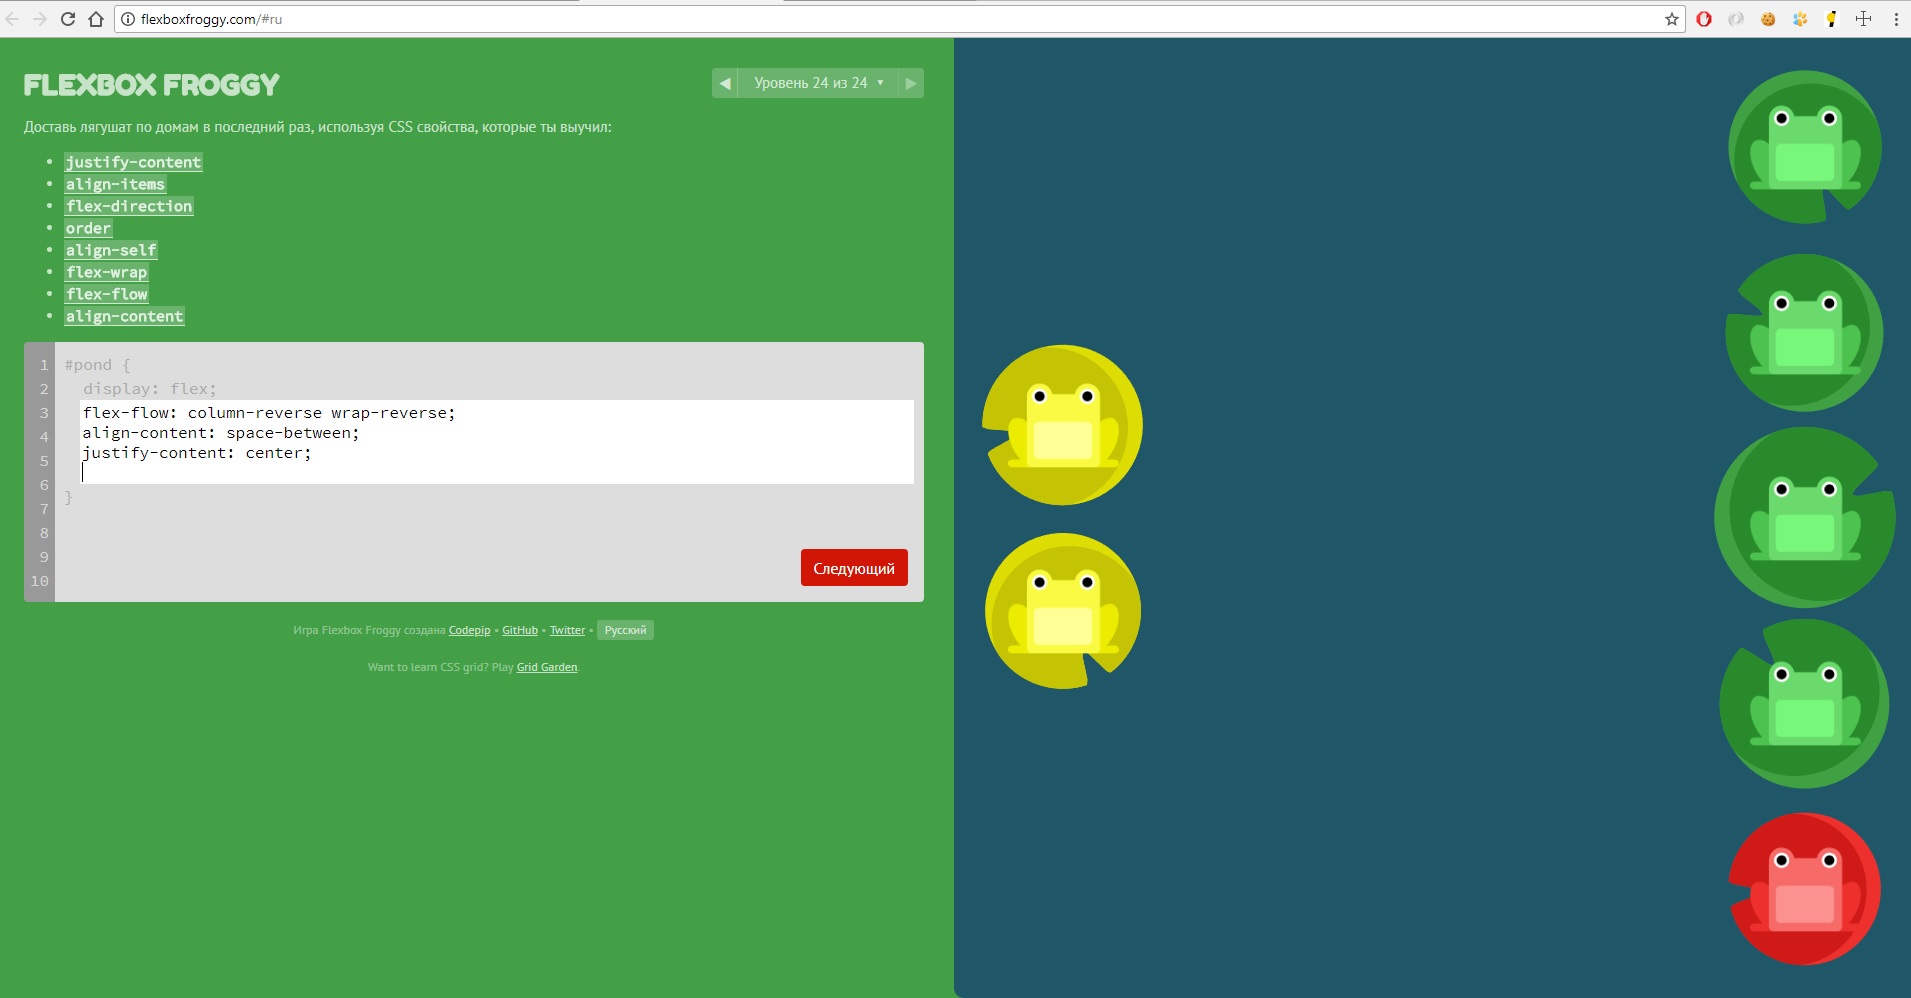 flexboxfroggy.com/#ru
FLEXBOX FROGGY
◀ Уровень 24 из 24 ▼ ▶
Доставь лягушат по домам в последний раз, используя CSS свойства, которые ты выучил:
• justify-content
• align-items
• flex-direction
• order
• align-self
• flex-wrap
• flex-flow
• align-content
1 #pond {
2 display: flex;
3 flex-flow: column-reverse wrap-reverse;
4 align-content: space-between;
5 justify-content: center;
6
7 }
8
9
10
Следующий
Игра Flexbox Froggy создана Codepip • GitHub • Twitter • Русский
Want to learn CSS grid? Play Grid Garden.